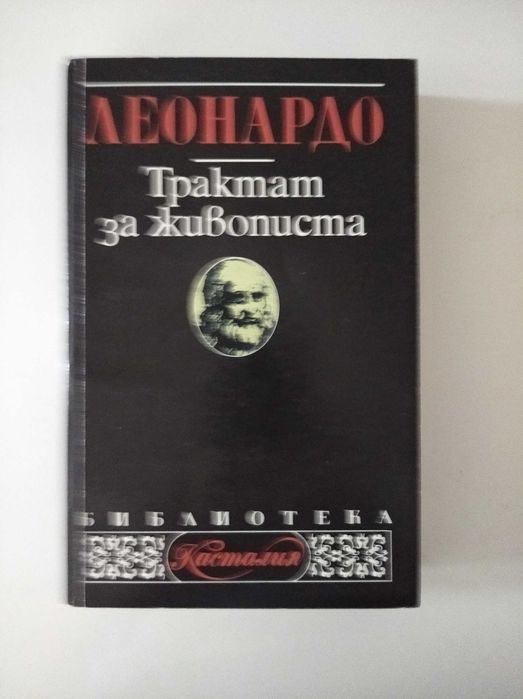 ЛЕОНАРДО
Трактат
за живописта
БИБЛИОТЕКА
Касталия